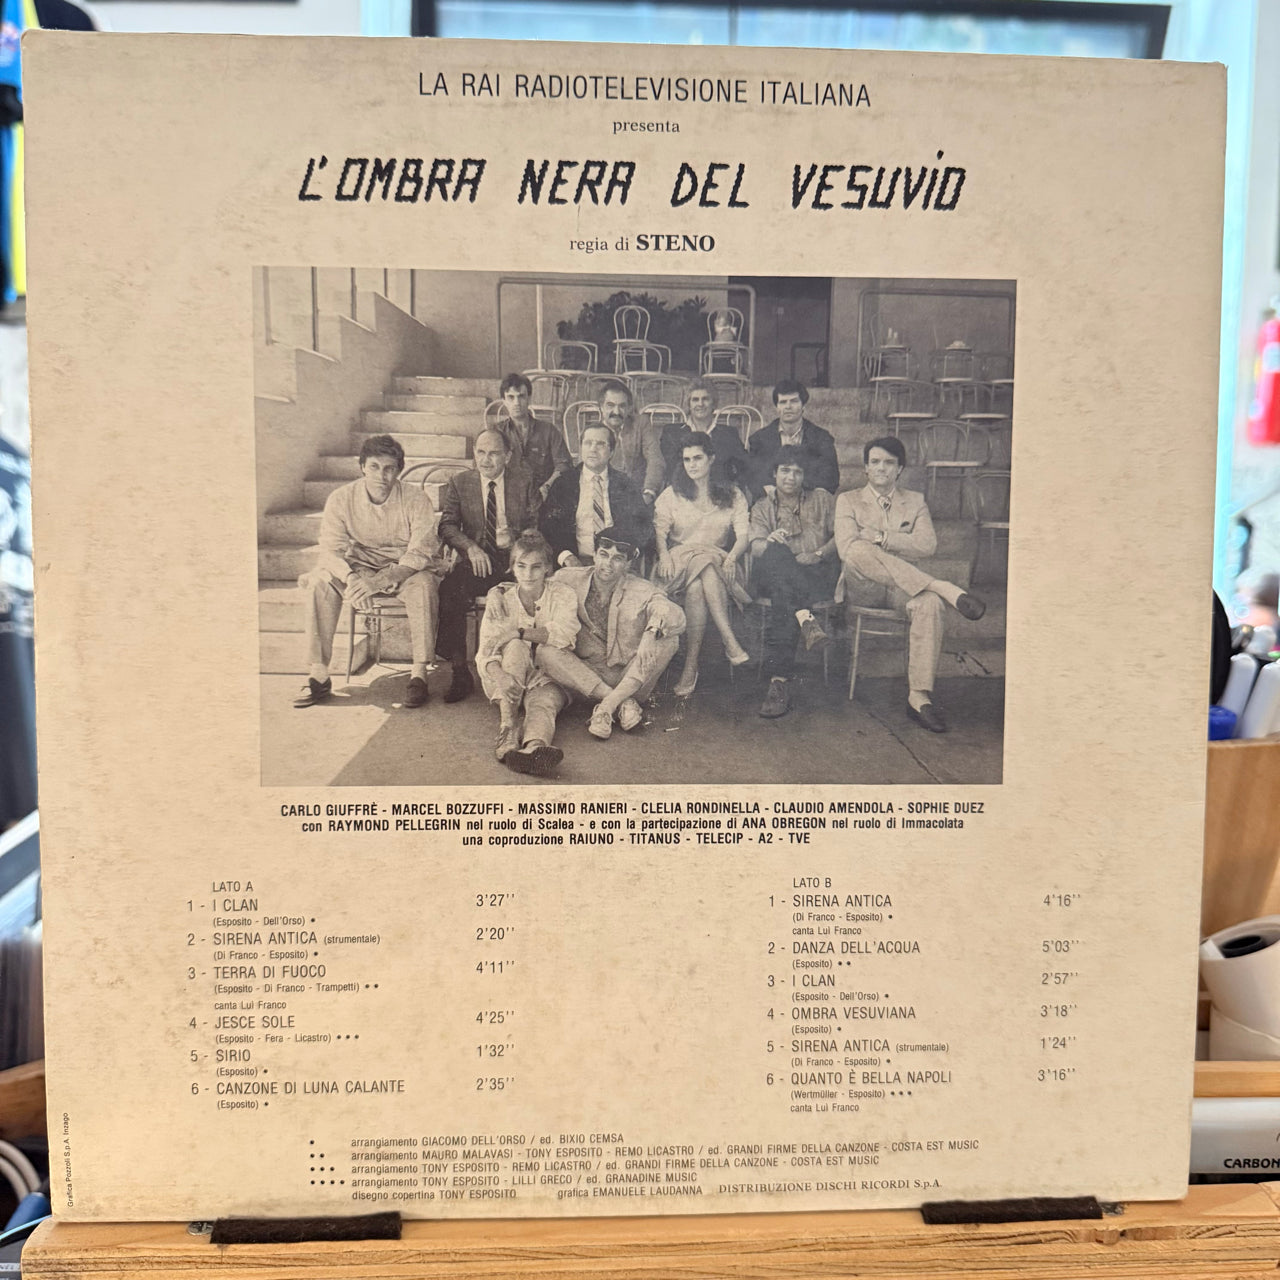 LA RAI RADIOTELEVISIONE ITALIANA
presenta
L'OMBRA NERA DEL VESUVIO
regia di STENO
CARLO GIUFFRÈ - MARCEL BOZZUFFI - MASSIMO RANIERI - CLELIA RONDINELLA - CLAUDIO AMENDOLA - SOPHIE DUEZ
con RAYMOND PELLEGRIN nel ruolo di Scalea - e con la partecipazione di ANA OBREGON nel ruolo di Immacolata
una coproduzione RAIUNO - TITANUS - TELECIP - A2 - TVE
LATO A
1 - I CLAN 3'27''
(Esposito - Dell'Orso) •
2 - SIRENA ANTICA (strumentale) 2'20''
(Di Franco - Esposito) •
3 - TERRA DI FUOCO 4'11''
(Esposito - Di Franco - Trampetti) • •
canta Lui Franco
4 - JESCE SOLE 4'25''
(Esposito - Fera - Licastro) • • •
5 - SIRIO 1'32''
(Esposito) •
6 - CANZONE DI LUNA CALANTE 2'35''
(Esposito) •
LATO B
1 - SIRENA ANTICA 4'16''
(Di Franco - Esposito) •
canta Lui Franco
2 - DANZA DELL'ACQUA 5'03''
(Esposito) • •
3 - I CLAN 2'57''
(Esposito - Dell'Orso) •
4 - OMBRA VESUVIANA 3'18''
(Esposito) •
5 - SIRENA ANTICA (strumentale) 1'24''
(Di Franco - Esposito) •
6 - QUANTO È BELLA NAPOLI 3'16''
(Wertmüller - Esposito) • • • •
canta Lui Franco
• arrangiamento GIACOMO DELL'ORSO / ed. BIXIO CEMSA
• • arrangiamento MAURO MALAVASI - TONY ESPOSITO - REMO LICASTRO / ed. GRANDI FIRME DELLA CANZONE - COSTA EST MUSIC
• • • arrangiamento TONY ESPOSITO - REMO LICASTRO / ed. GRANDI FIRME DELLA CANZONE - COSTA EST MUSIC
• • • • arrangiamento TONY ESPOSITO - LILLI GRECO / ed. GRANADINE MUSIC
disegno copertina TONY ESPOSITO grafica EMANUELE LAUDANNA DISTRIBUZIONE DISCHI RICORDI S.p.A.
Grafica Pozzoli S.p.A. Inzago
CARBON